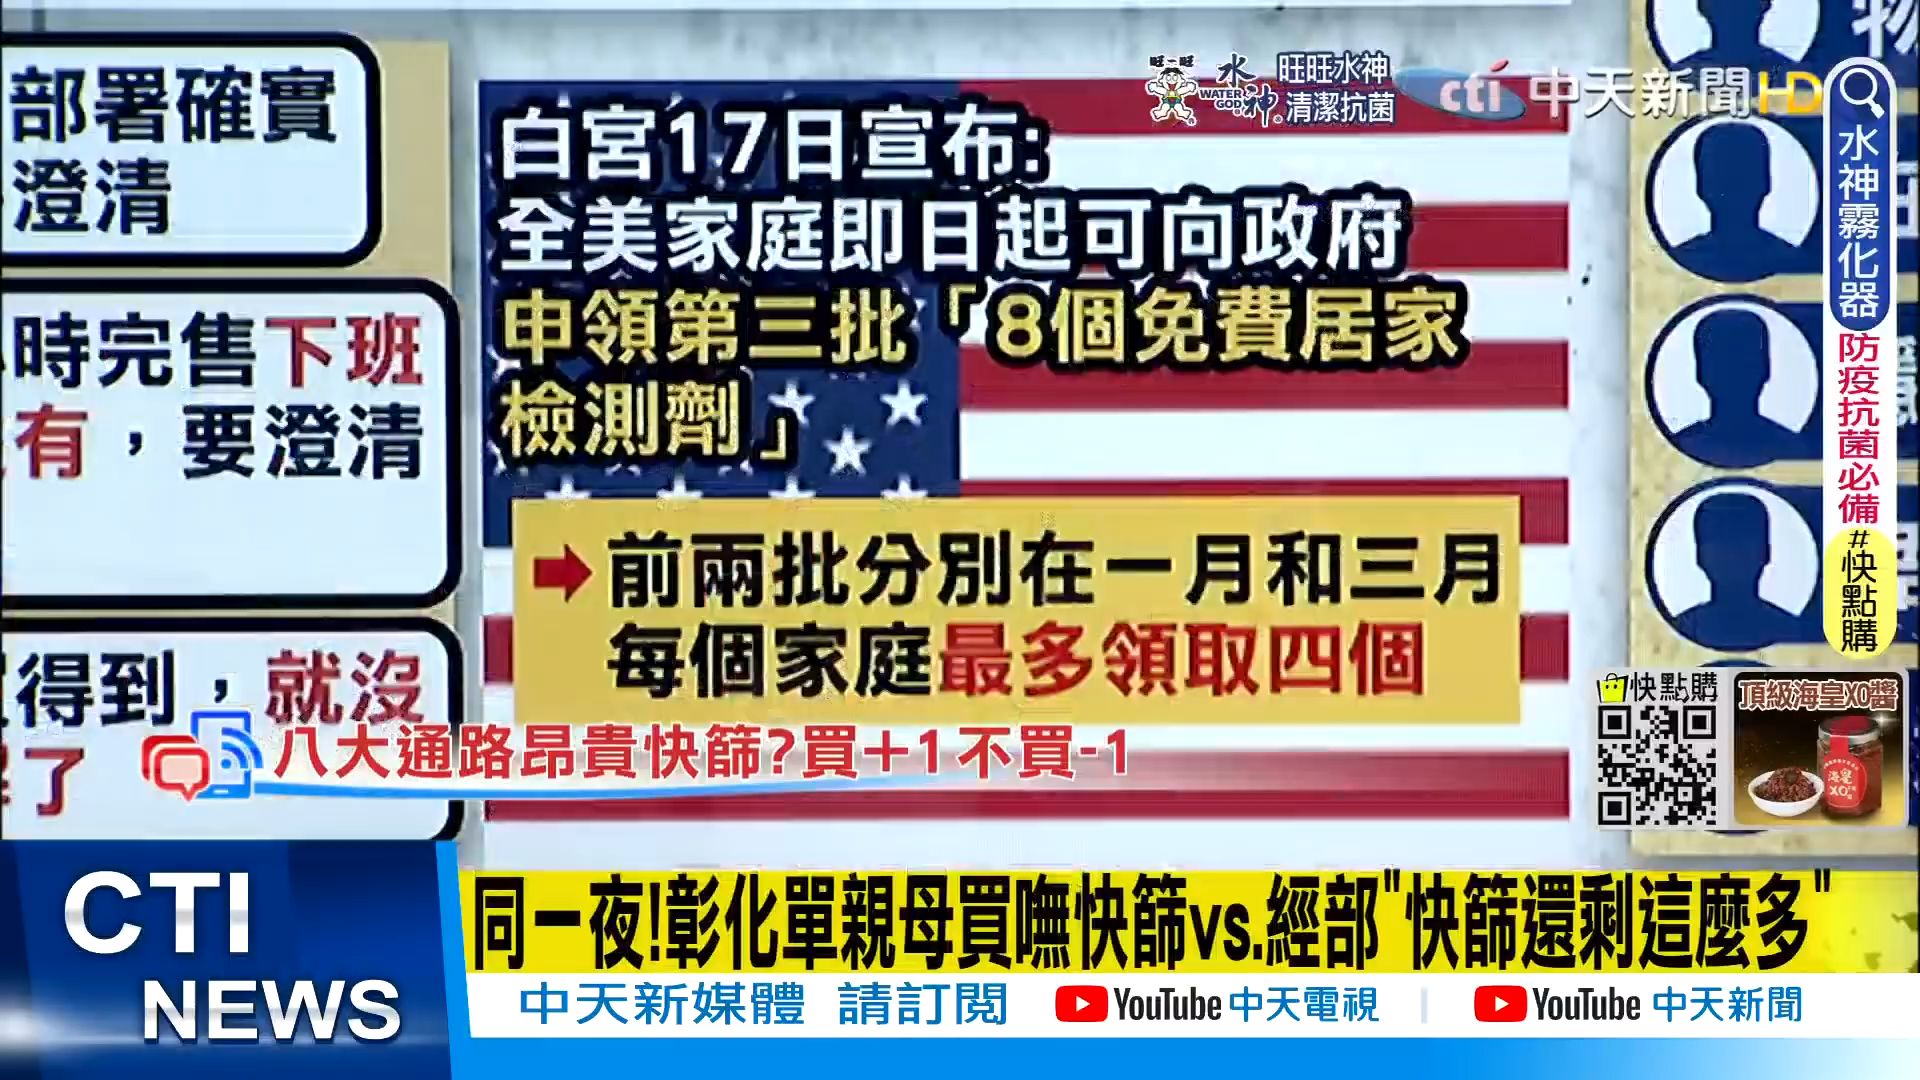 部署確實
澄清
時完售下班
有，要澄清
得到，就沒
了
白宮17日宣布:
全美家庭即日起可向政府
申領第三批「8個免費居家
檢測劑」
前兩批分別在一月和三月
每個家庭最多領取四個
旺旺水神
清潔抗菌
水神
WATER GOD
cti 中天新聞HD
水神霧化器
防疫抗菌必備
#快點購
快點購
頂級海皇XO醬
八大通路昂貴快篩?買+1不買-1
CTI
NEWS
同一夜!彰化單親母買嘸快篩vs.經部"快篩還剩這麼多"
中天新媒體 請訂閱 YouTube 中天電視 | YouTube 中天新聞